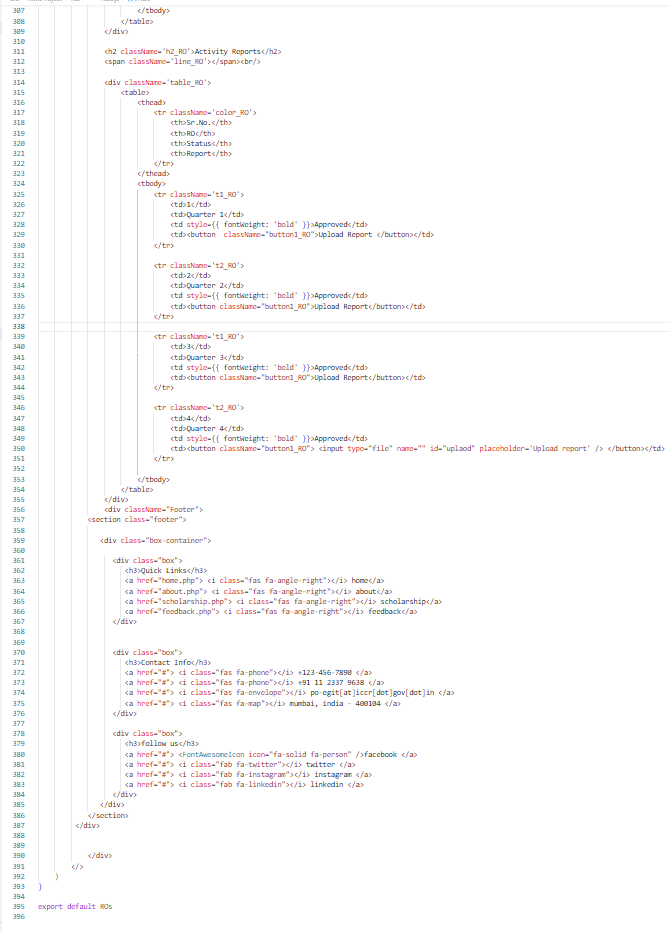 307 </tbody>
308 </table>
309 </div>
310
311 <h2 className='h2_RO'>Activity Reports</h2>
312 <span className='line_RO'></span><br/>
313
314 <div className='table_RO'>
315 <table>
316 <thead>
317 <tr className='color_RO'>
318 <th>Sr.No.</th>
319 <th>RO</th>
320 <th>Status</th>
321 <th>Report</th>
322 </tr>
323 </thead>
324 <tbody>
325 <tr className='t1_RO'>
326 <td>1</td>
327 <td>Quarter 1</td>
328 <td style={{ fontWeight: 'bold' }}>Approved</td>
329 <td><button  className="button1_RO">Upload Report </button></td>
330 </tr>
331
332 <tr className='t2_RO'>
333 <td>2</td>
334 <td>Quarter 2</td>
335 <td style={{ fontWeight: 'bold' }}>Approved</td>
336 <td><button className="button1_RO">Upload Report</button></td>
337 </tr>
338
339 <tr className='t1_RO'>
340 <td>3</td>
341 <td>Quarter 3</td>
342 <td style={{ fontWeight: 'bold' }}>Approved</td>
343 <td><button className="button1_RO">Upload Report</button></td>
344 </tr>
345
346 <tr className='t2_RO'>
347 <td>4</td>
348 <td>Quarter 4</td>
349 <td style={{ fontWeight: 'bold' }}>Approved</td>
350 <td><button className="button1_RO"> <input type="file" name="" id="uplaod" placeholder='Upload report' /> </button></td>
351 </tr>
352
353 </tbody>
354 </table>
355 </div>
356 <div className="Footer">
357 <section class="footer">
358
359 <div class="box-container">
360
361 <div class="box">
362 <h3>Quick Links</h3>
363 <a href="home.php"> <i class="fas fa-angle-right"></i> home</a>
364 <a href="about.php"> <i class="fas fa-angle-right"></i> about</a>
365 <a href="scholarship.php"> <i class="fas fa-angle-right"></i> scholarship</a>
366 <a href="feedback.php"> <i class="fas fa-angle-right"></i> feedback</a>
367 </div>
368
369
370 <div class="box">
371 <h3>Contact Info</h3>
372 <a href="#"> <i class="fas fa-phone"></i> +123-456-7890 </a>
373 <a href="#"> <i class="fas fa-phone"></i> +91 11 2337 9638 </a>
374 <a href="#"> <i class="fas fa-envelope"></i> po-egit[at]iccr[dot]gov[dot]in </a>
375 <a href="#"> <i class="fas fa-map"></i> mumbai, india - 400104 </a>
376 </div>
377
378 <div class="box">
379 <h3>follow us</h3>
380 <a href="#"> <FontAwesomeIcon icon="fa-solid fa-person" />facebook </a>
381 <a href="#"> <i class="fab fa-twitter"></i> twitter </a>
382 <a href="#"> <i class="fab fa-instagram"></i> instagram </a>
383 <a href="#"> <i class="fab fa-linkedin"></i> linkedin </a>
384 </div>
385 </div>
386 </section>
387 </div>
388
389
390 </div>
391 </>
392 )
393 }
394
395 export default ROs
396